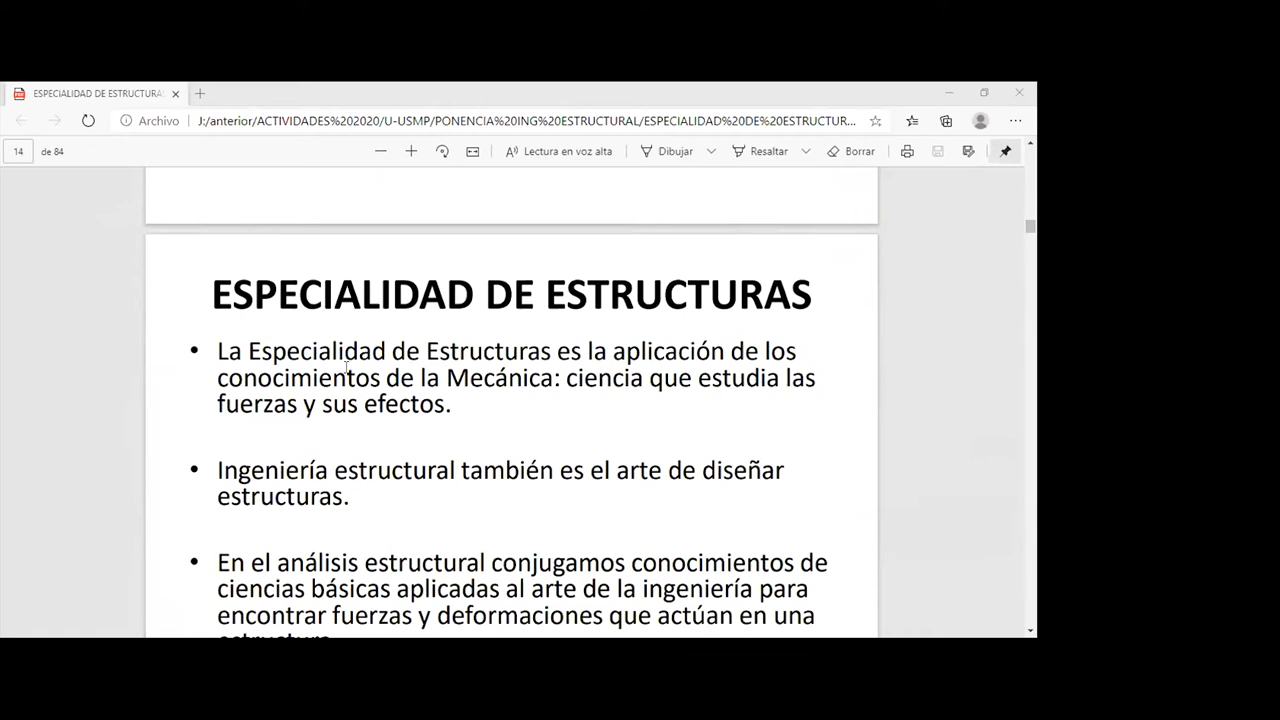 ESPECIALIDAD DE ESTRUCTURA
Archivo
J:/anterior/ACTIVIDADES%202020/U-USMP/PONENCIA%20ING%20ESTRUCTURAL/ESPECIALIDAD%20DE%20ESTRUCTUR...
14 de 84
Lectura en voz alta
Dibujar
Resaltar
Borrar
ESPECIALIDAD DE ESTRUCTURAS
• La Especialidad de Estructuras es la aplicación de los
conocimientos de la Mecánica: ciencia que estudia las
fuerzas y sus efectos.
• Ingeniería estructural también es el arte de diseñar
estructuras.
• En el análisis estructural conjugamos conocimientos de
ciencias básicas aplicadas al arte de la ingeniería para
encontrar fuerzas y deformaciones que actúan en una